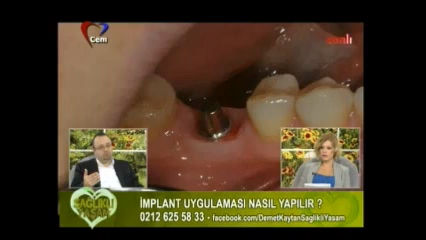 Cem
canlı
SAĞLIKLI
YAŞAM
İMPLANT UYGULAMASI NASIL YAPILIR ?
0212 625 58 33 - facebook.com/DemetKaytanSaglikliYasam